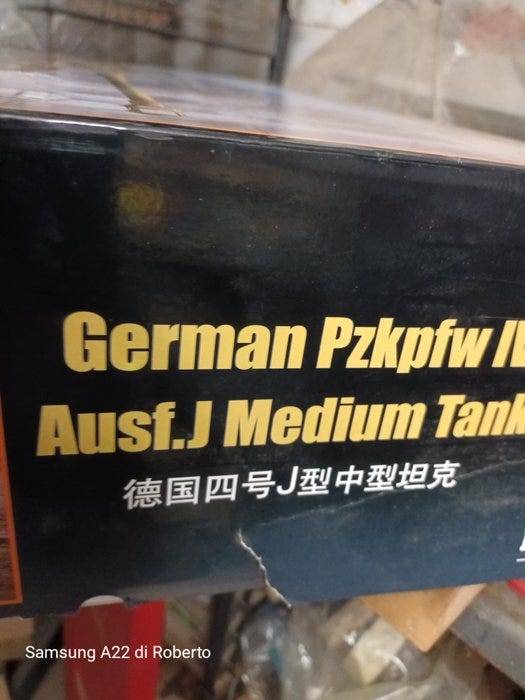 German Pzkpfw IV
Ausf.J Medium Tank
德国四号J型中型坦克
Samsung A22 di Roberto